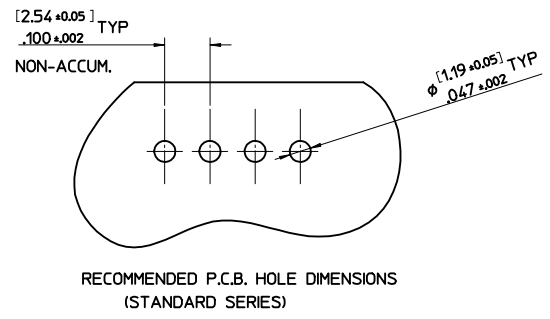 [2.54 ±0.05] TYP
.100 ±.002
NON-ACCUM.
ø [1.19 ±0.05] TYP
.047 ±.002
RECOMMENDED P.C.B. HOLE DIMENSIONS
(STANDARD SERIES)